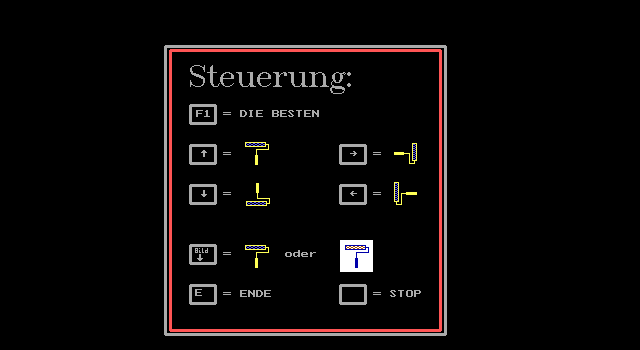 Steuerung:
F1 = DIE BESTEN
↑ = → =
↓ = ← =
Bild ↓ = oder
E = ENDE = STOP